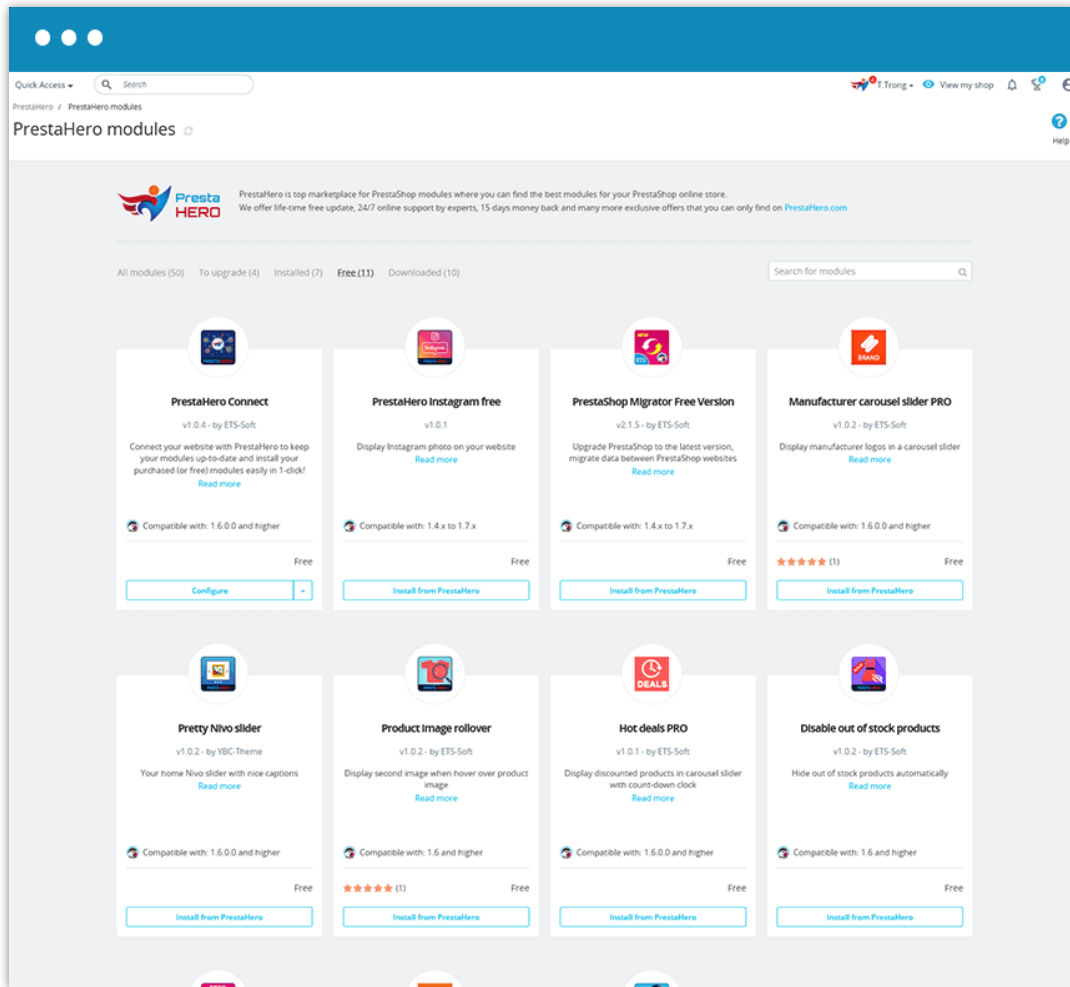 Quick Access
Search
T.Trong
View my shop
PrestaHero / PrestaHero modules
PrestaHero modules
Help
Presta
HERO
PrestaHero is top marketplace for PrestaShop modules where you can find the best modules for your PrestaShop online store.
We offer life-time free update, 24/7 online support by experts, 15 days money back and many more exclusive offers that you can only find on PrestaHero.com
All modules (50) To upgrade (4) Installed (7) Free (11) Downloaded (10)
Search for modules
PrestaHero Connect
v1.0.4 - by ETS-Soft
Connect your website with PrestaHero to keep
your modules up-to-date and install your
purchased (or free) modules easily in 1-click!
Read more
Compatible with: 1.6.0.0 and higher
Free
Configure
Instagram
PrestaHero Instagram free
v1.0.1
Display Instagram photo on your website
Read more
Compatible with: 1.4.x to 1.7.x
Free
Install from PrestaHero
ETS
PrestaShop Migrator Free Version
v2.1.5 - by ETS-Soft
Upgrade PrestaShop to the latest version,
migrate data between PrestaShop websites
Read more
Compatible with: 1.4.x to 1.7.x
Free
Install from PrestaHero
BRAND
Manufacturer carousel slider PRO
v1.0.2 - by ETS-Soft
Display manufacturer logos in a carousel slider
Read more
Compatible with: 1.6.0.0 and higher
(1) Free
Install from PrestaHero
Pretty Nivo slider
v1.0.2 - by YBC-Theme
Your home Nivo slider with nice captions
Read more
Compatible with: 1.6.0.0 and higher
Free
Install from PrestaHero
Product image rollover
v1.0.2 - by ETS-Soft
Display second image when hover over product
image
Read more
Compatible with: 1.6 and higher
(1) Free
Install from PrestaHero
DEALS
Hot deals PRO
v1.0.1 - by ETS-Soft
Display discounted products in carousel slider
with count-down clock
Read more
Compatible with: 1.6.0.0 and higher
Free
Install from PrestaHero
Disable out of stock products
v1.0.2 - by ETS-Soft
Hide out of stock products automatically
Read more
Compatible with: 1.6 and higher
Free
Install from PrestaHero